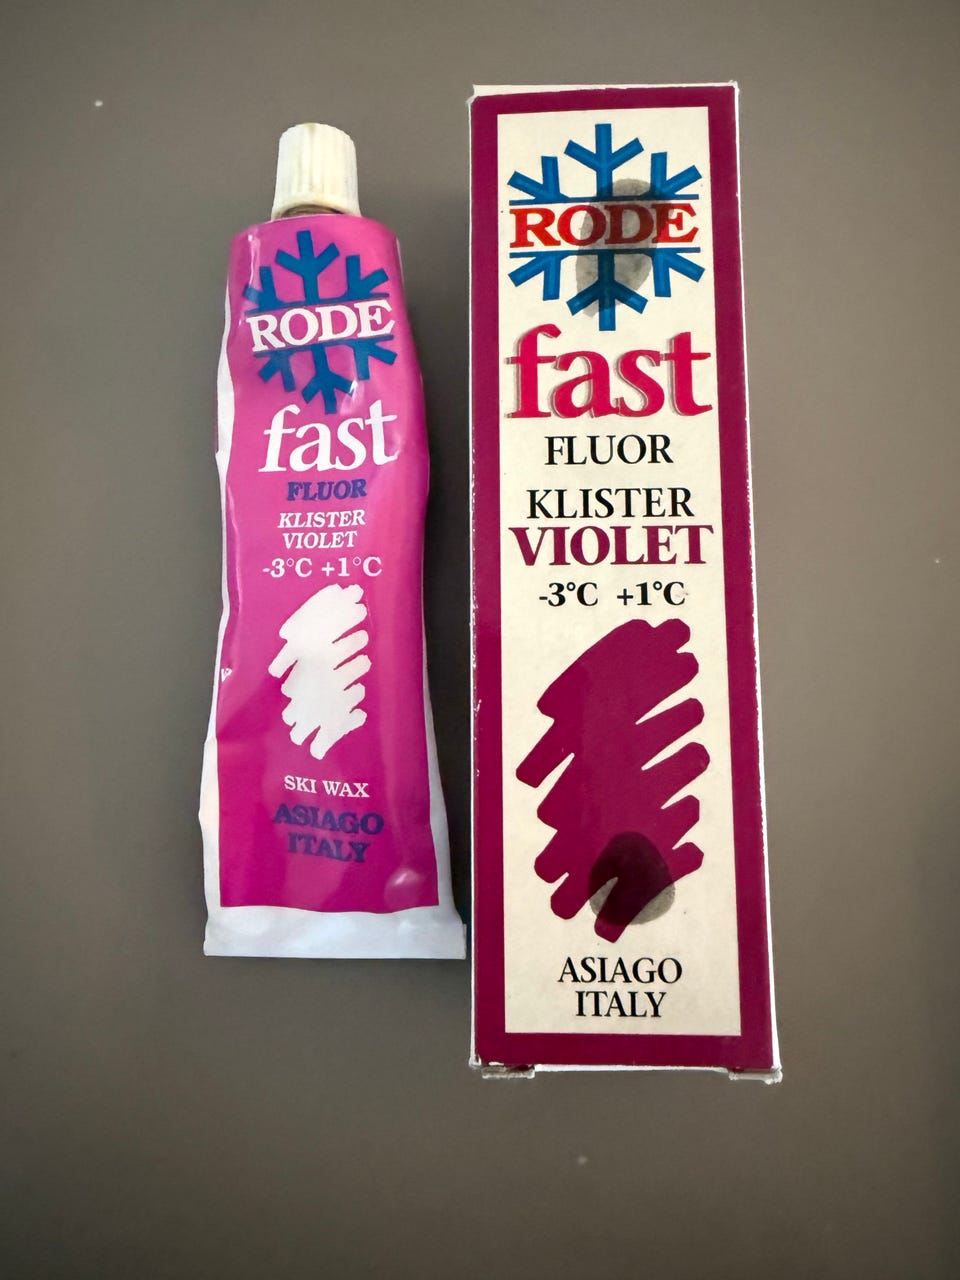 RODE
fast
FLUOR
KLISTER
VIOLET
-3°C +1°C
SKI WAX
ASIAGO
ITALY
RODE
fast
FLUOR
KLISTER
VIOLET
-3°C +1°C
ASIAGO
ITALY